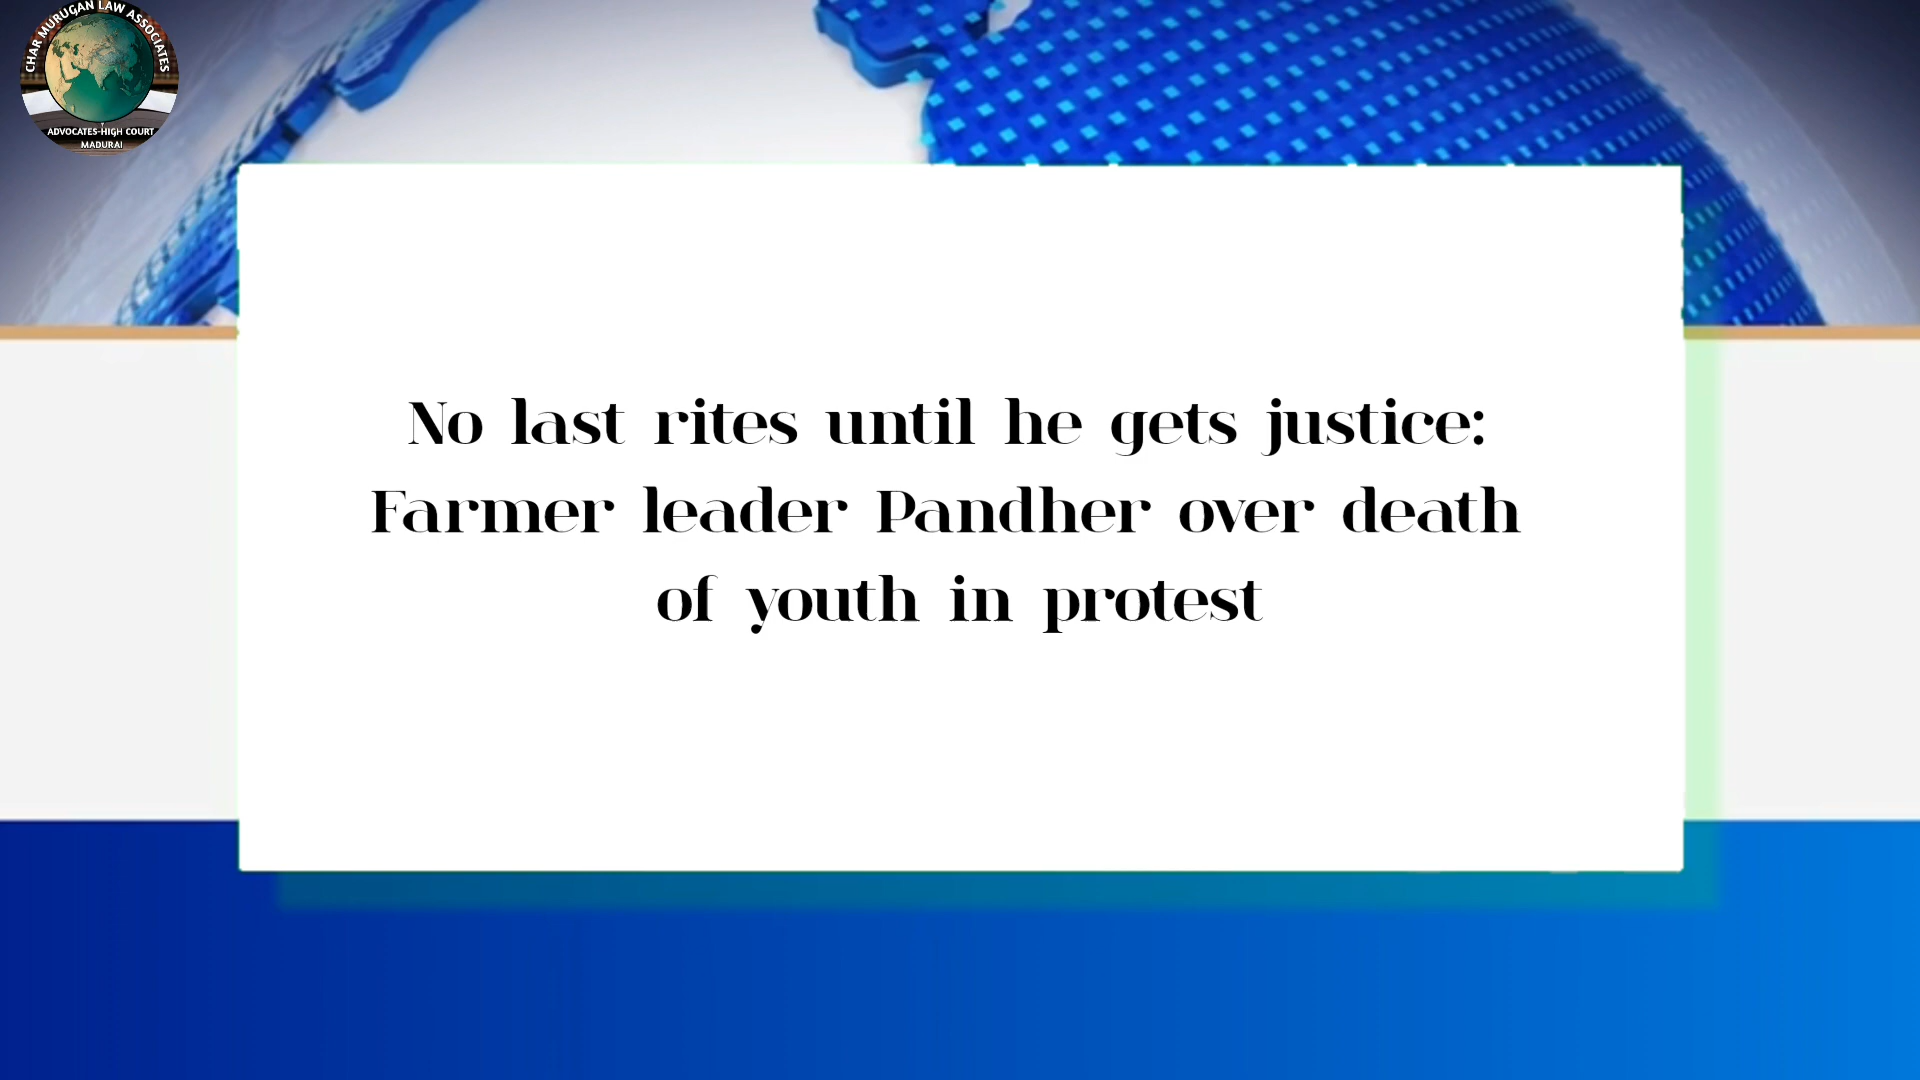 CHAR MURUGAN LAW ASSOCIATES
ADVOCATES-HIGH COURT
MADURAI
No last rites until he gets justice:
Farmer leader Pandher over death
of youth in protest